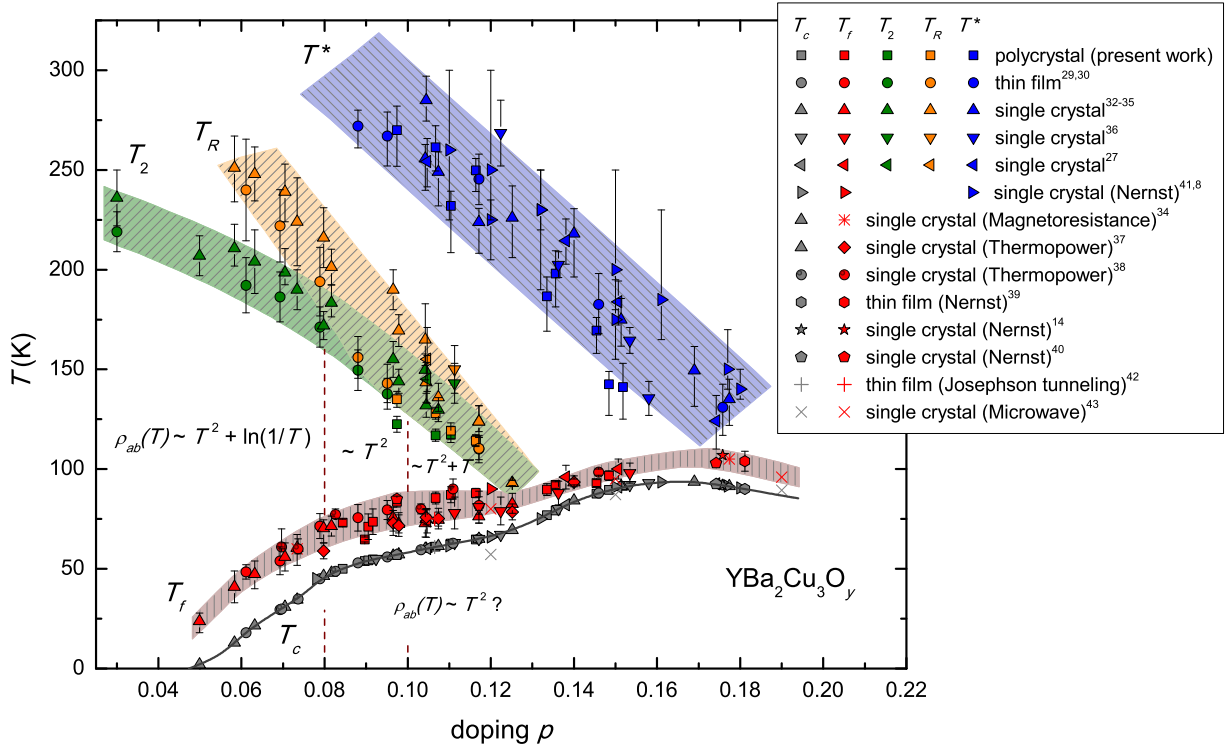 T_c T_f T_2 T_R T*
polycrystal (present work)
thin film^29,30
single crystal^32-35
single crystal^36
single crystal^27
single crystal (Nernst)^41,8
single crystal (Magnetoresistance)^34
single crystal (Thermopower)^37
single crystal (Thermopower)^38
thin film (Nernst)^39
single crystal (Nernst)^14
single crystal (Nernst)^40
thin film (Josephson tunneling)^42
single crystal (Microwave)^43
T*
T_R
T_2
T_f
T_c
ρ_ab(T) ~ T^2 + ln(1/T)
~ T^2
~ T^2+T
ρ_ab(T) ~ T^2 ?
YBa_2Cu_3O_y
T (K)
300
250
200
150
100
50
0
0.04 0.06 0.08 0.10 0.12 0.14 0.16 0.18 0.20 0.22
doping p